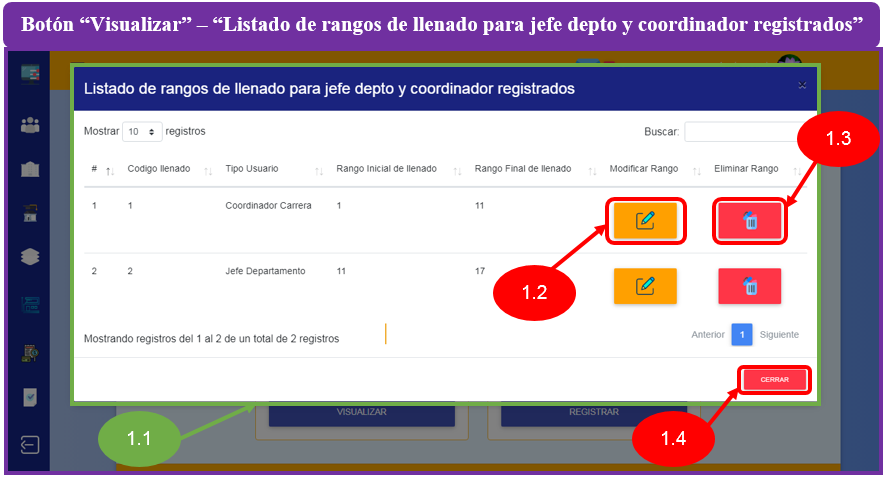 Botón “Visualizar” – “Listado de rangos de llenado para jefe depto y coordinador registrados”
Listado de rangos de llenado para jefe depto y coordinador registrados
×
Mostrar 10 registros
Buscar:
1.3
# Codigo llenado Tipo Usuario Rango Inicial de llenado Rango Final de llenado Modificar Rango Eliminar Rango
1 1 Coordinador Carrera 1 11
2 2 Jefe Departamento 11 17
1.2
Mostrando registros del 1 al 2 de un total de 2 registros
Anterior 1 Siguiente
CERRAR
VISUALIZAR REGISTRAR
1.1
1.4